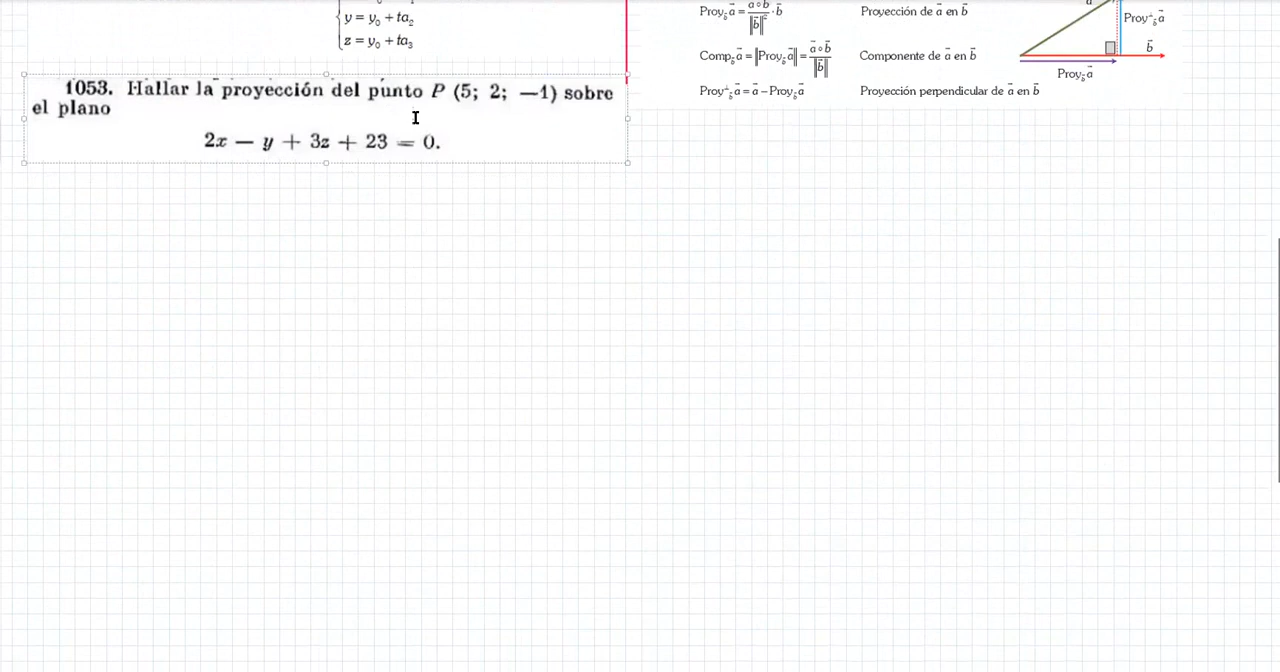 y = y₀ + ta₂
z = y₀ + ta₃
1053. Hallar la proyección del punto P (5; 2; —1) sobre
el plano
2x — y + 3z + 23 = 0.
Proy_b⃗ a⃗ = (a⃗∘b⃗ / ‖b⃗‖²)·b⃗ Proyección de a⃗ en b⃗
Comp_b⃗ a⃗ = ‖Proy_b⃗ a⃗‖ = a⃗∘b⃗ / ‖b⃗‖ Componente de a⃗ en b⃗
Proy⊥_b⃗ a⃗ = a⃗ – Proy_b⃗ a⃗ Proyección perpendicular de a⃗ en b⃗
Proy⊥_b⃗ a⃗
b⃗
Proy_b⃗ a⃗